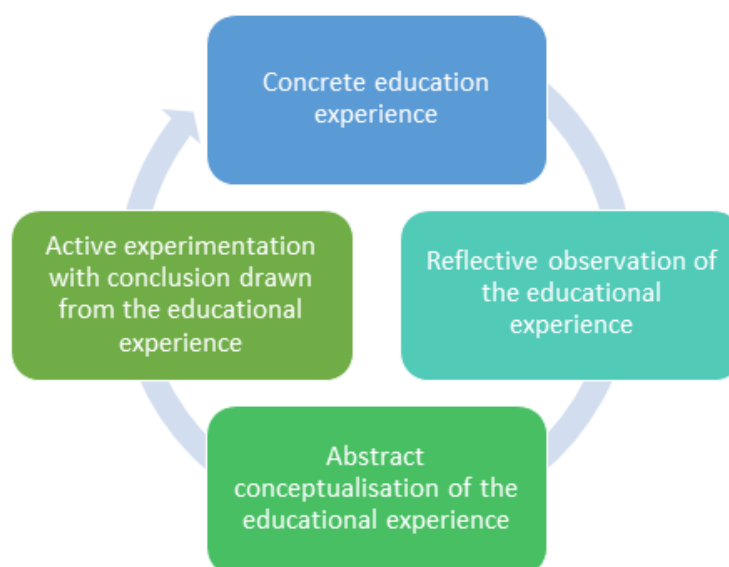 Concrete education
experience
Reflective observation of
the educational
experience
Abstract
conceptualisation of the
educational experience
Active experimentation
with conclusion drawn
from the educational
experience